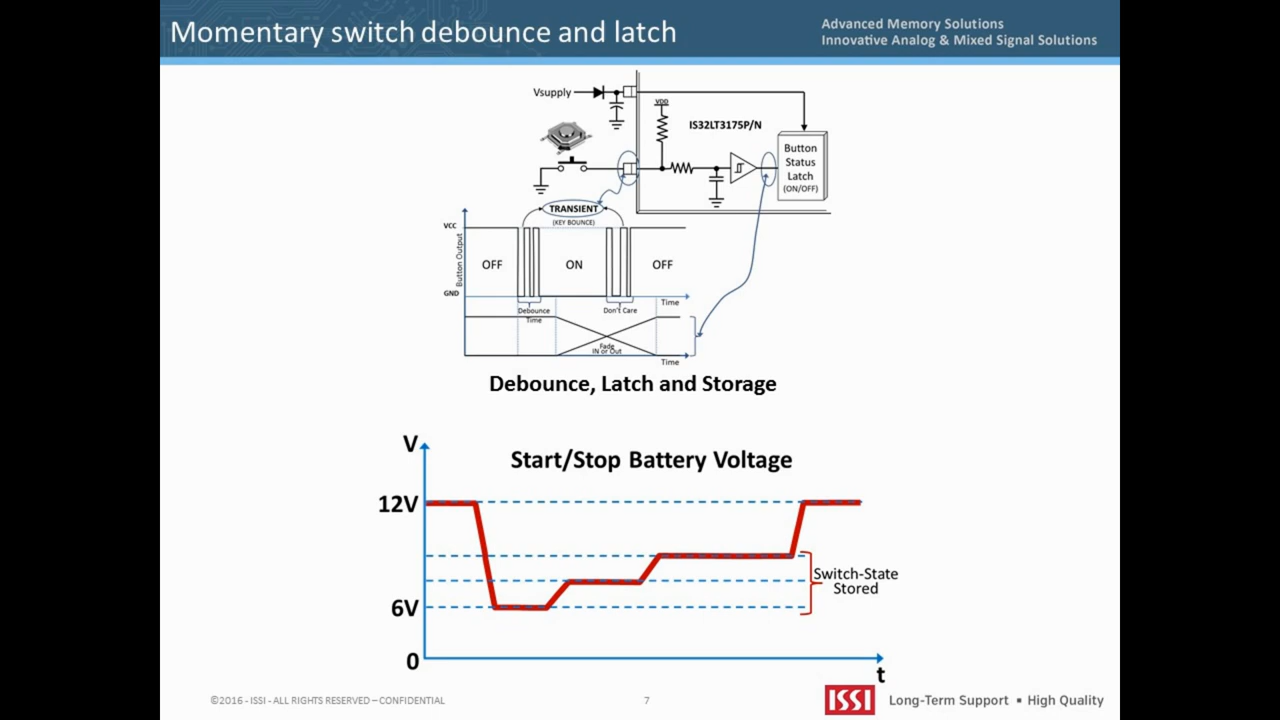 Momentary switch debounce and latch
Advanced Memory Solutions
Innovative Analog & Mixed Signal Solutions
Vsupply
VDD
IS32LT3175P/N
Button
Status
Latch
(ON/OFF)
TRANSIENT
(KEY BOUNCE)
VCC
Button Output
OFF
ON
OFF
GND
Time
Debounce
Time
Don't Care
Fade
IN or Out
Time
Debounce, Latch and Storage
V
Start/Stop Battery Voltage
12V
Switch-State
Stored
6V
0
t
©2016 - ISSI - ALL RIGHTS RESERVED – CONFIDENTIAL
7
ISSI
Long-Term Support ▪ High Quality